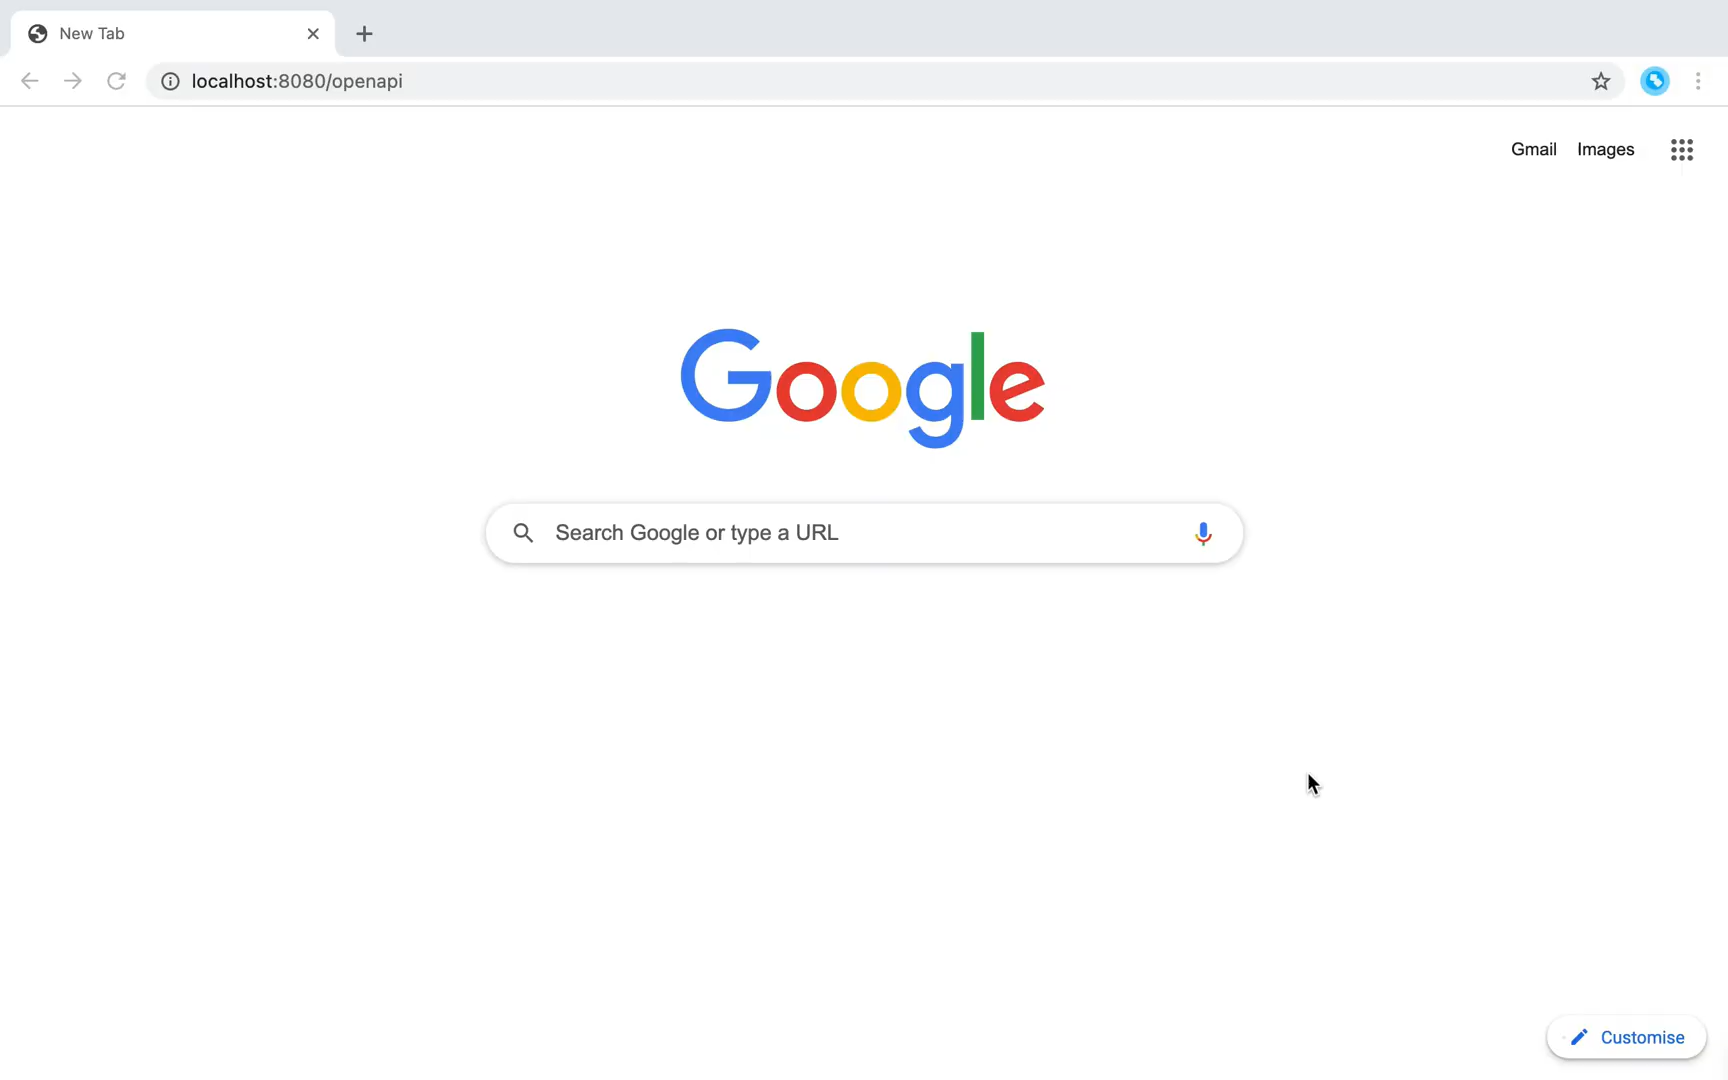 New Tab
localhost:8080/openapi
Gmail Images
Google
Search Google or type a URL
Customise